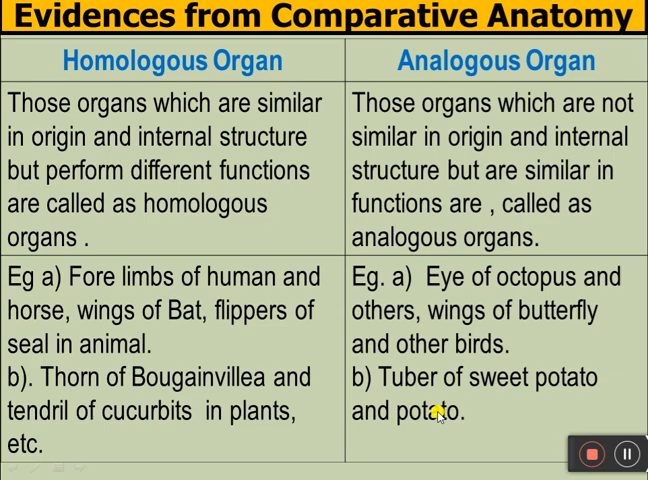 Evidences from Comparative Anatomy
Homologous Organ
Analogous Organ
Those organs which are similar
in origin and internal structure
but perform different functions
are called as homologous
organs .
Those organs which are not
similar in origin and internal
structure but are similar in
functions are , called as
analogous organs.
Eg a) Fore limbs of human and
horse, wings of Bat, flippers of
seal in animal.
b). Thorn of Bougainvillea and
tendril of cucurbits in plants,
etc.
Eg. a) Eye of octopus and
others, wings of butterfly
and other birds.
b) Tuber of sweet potato
and potato.